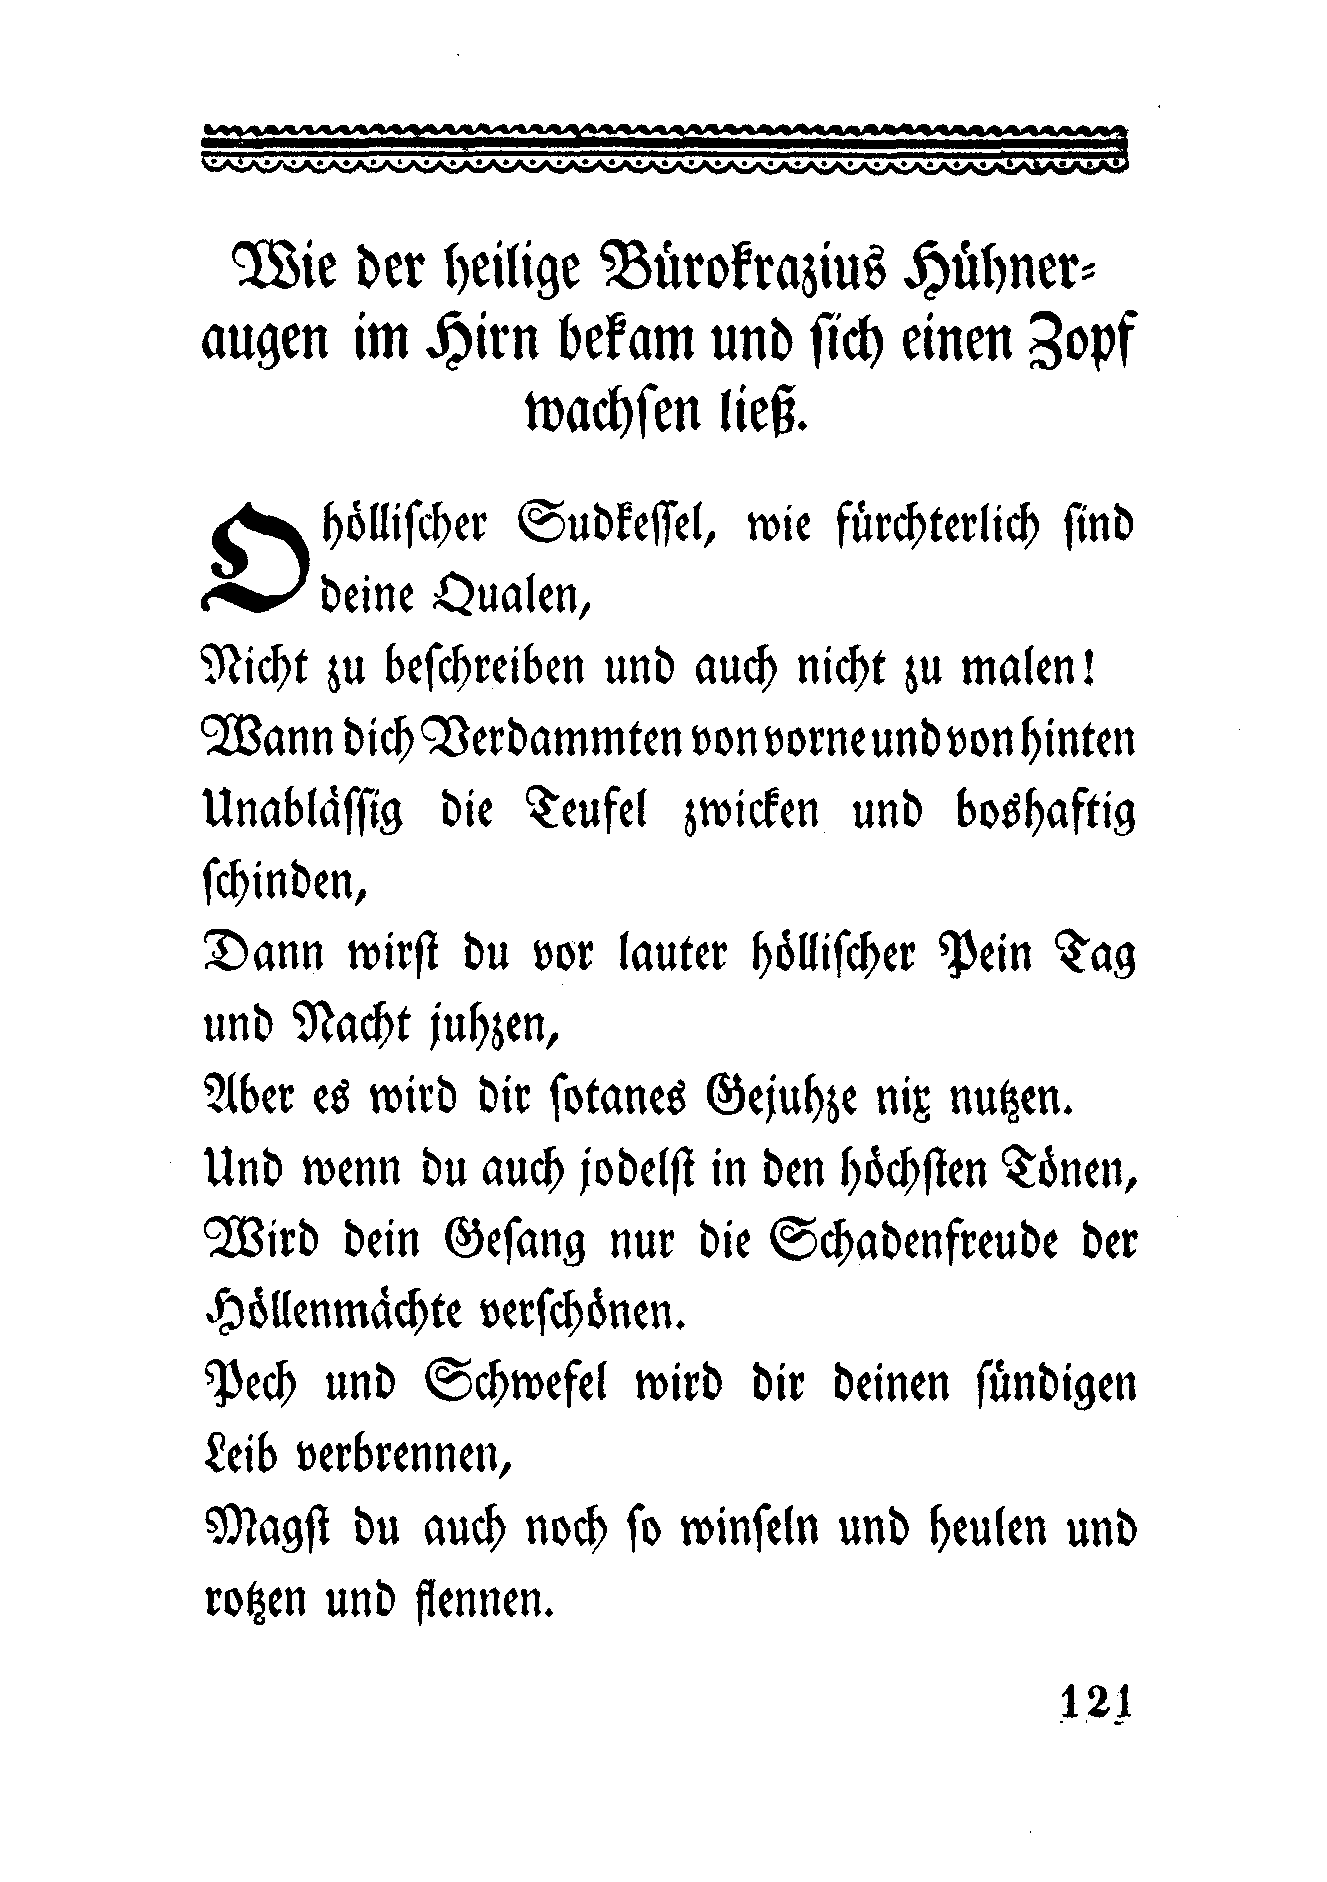 Wie der heilige Bürokrazius Hühner-
augen im Hirn bekam und sich einen Zopf
wachsen ließ.
O höllischer Sudkessel, wie fürchterlich sind
deine Qualen,
Nicht zu beschreiben und auch nicht zu malen!
Wann dich Verdammten von vorne und von hinten
Unablässig die Teufel zwicken und boshaftig
schinden,
Dann wirst du vor lauter höllischer Pein Tag
und Nacht juhzen,
Aber es wird dir sotanes Gejuhze nix nutzen.
Und wenn du auch jodelst in den höchsten Tönen,
Wird dein Gesang nur die Schadenfreude der
Höllenmächte verschönen.
Pech und Schwefel wird dir deinen sündigen
Leib verbrennen,
Magst du auch noch so winseln und heulen und
rotzen und flennen.
121